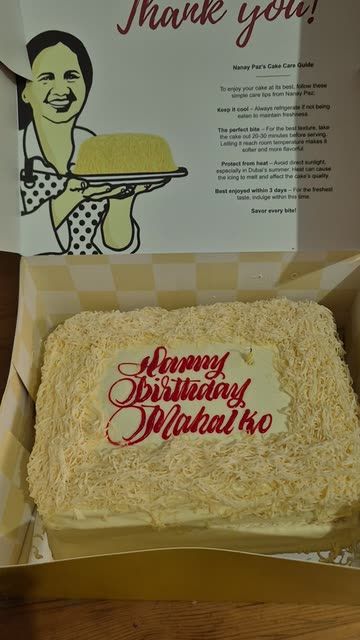 Thank you!
Nanay Paz's Cake Care Guide
To enjoy your cake at its best, follow these
simple care tips from Nanay Paz:
Keep it cool – Always refrigerate if not being
eaten to maintain freshness.
The perfect bite – For the best texture, take
the cake out 20-30 minutes before serving.
Letting it reach room temperature makes it
softer and more flavorful.
Protect from heat – Avoid direct sunlight,
especially in Dubai's summer. Heat can cause
the icing to melt and affect the cake's quality.
Best enjoyed within 3 days – For the freshest
taste, indulge within this time.
Savor every bite!
Happy
Birthday
Mahal ko